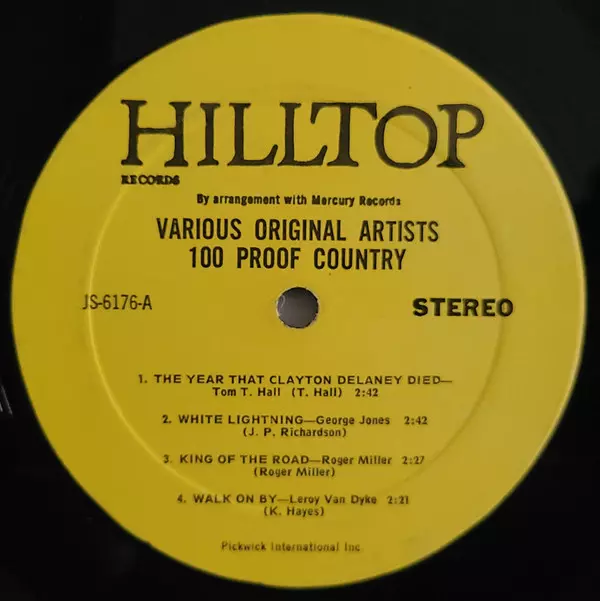 HILLTOP
RECORDS
By arrangement with Mercury Records
VARIOUS ORIGINAL ARTISTS
100 PROOF COUNTRY
JS-6176-A
STEREO
1. THE YEAR THAT CLAYTON DELANEY DIED—
Tom T. Hall (T. Hall) 2:42
2. WHITE LIGHTNING—George Jones 2:42
(J. P. Richardson)
3. KING OF THE ROAD—Roger Miller 2:27
(Roger Miller)
4. WALK ON BY—Leroy Van Dyke 2:21
(K. Hayes)
Pickwick International Inc.